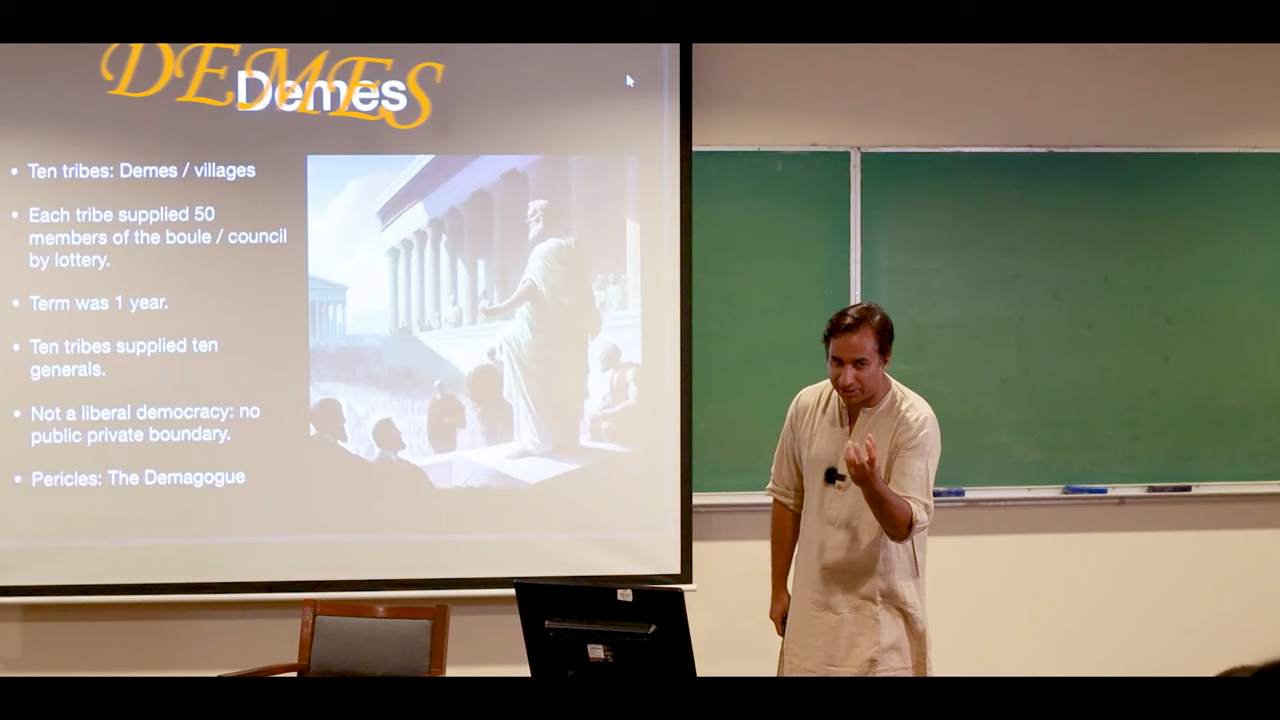 DEMES
Demes
• Ten tribes: Demes / villages
• Each tribe supplied 50
members of the boule / council
by lottery.
• Term was 1 year.
• Ten tribes supplied ten
generals.
• Not a liberal democracy: no
public private boundary.
• Pericles: The Demagogue